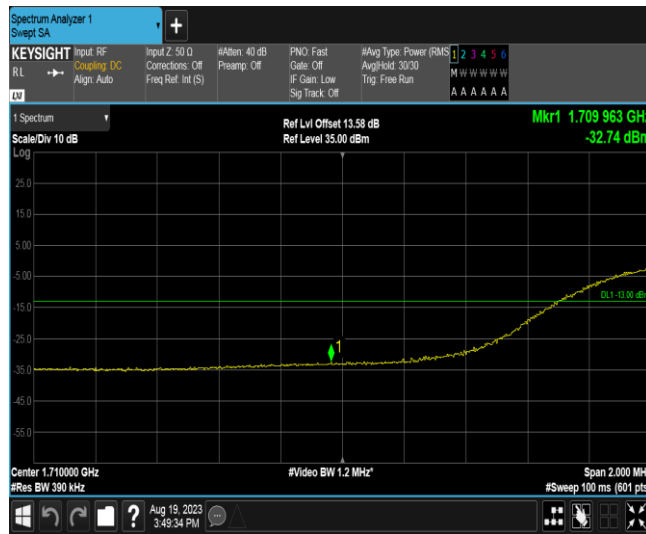 Spectrum Analyzer 1
Swept SA
+
KEYSIGHT
RL
LXI
Input: RF
Coupling: DC
Align: Auto
Input Z: 50 Ω
Corrections: Off
Freq Ref: Int (S)
#Atten: 40 dB
Preamp: Off
PNO: Fast
Gate: Off
IF Gain: Low
Sig Track: Off
#Avg Type: Power (RMS
Avg|Hold: 30/30
Trig: Free Run
1 2 3 4 5 6
M W W W W W
A A A A A A
1 Spectrum
Scale/Div 10 dB
Ref Lvl Offset 13.58 dB
Ref Level 35.00 dBm
Mkr1 1.709 963 GHz
-32.74 dBm
Log
25.0
15.0
5.00
-5.00
-15.0
-25.0
-35.0
-45.0
-55.0
DL1 -13.00 dBm
1
Center 1.710000 GHz
#Res BW 390 kHz
#Video BW 1.2 MHz*
Span 2.000 MH
#Sweep 100 ms (601 pts
?
Aug 19, 2023
3:49:34 PM